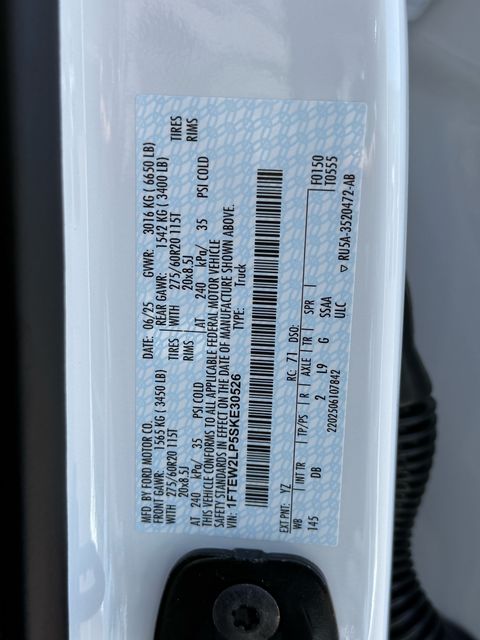 MFD. BY FORD MOTOR CO. DATE: 06/25 GVWR: 3016 KG ( 6650 LB)
FRONT GAWR: 1565 KG ( 3450 LB) REAR GAWR: 1542 KG ( 3400 LB)
WITH 275/60R20 115T TIRES WITH 275/60R20 115T TIRES
20x8.5J RIMS 20x8.5J RIMS
AT 240 kPa/ 35 PSI COLD AT 240 kPa/ 35 PSI COLD
THIS VEHICLE CONFORMS TO ALL APPLICABLE FEDERAL MOTOR VEHICLE
SAFETY STANDARDS IN EFFECT ON THE DATE OF MANUFACTURE SHOWN ABOVE.
VIN: 1FTEW2LP5SKE30526 TYPE: Truck
EXT PNT: YZ RC: 71 DSO: F0150
T0555
WB INT TR TP/PS R AXLE TR SPR
145 DB 2 L9 G SSAA
2202506107842 ULC
▽ RU5A-3520472-AB